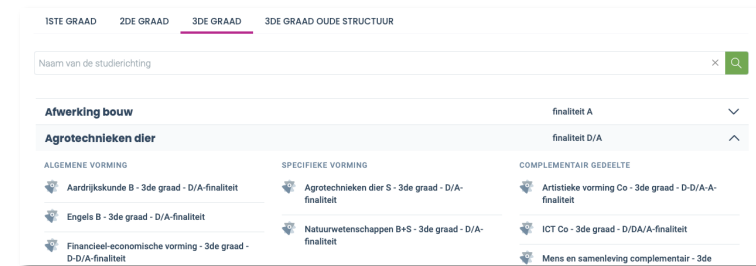 1STE GRAAD 2DE GRAAD 3DE GRAAD 3DE GRAAD OUDE STRUCTUUR
Naam van de studierichting
Afwerking bouw finaliteit A
Agrotechnieken dier finaliteit D/A
ALGEMENE VORMING
Aardrijkskunde B - 3de graad - D/A-finaliteit
Engels B - 3de graad - D/A-finaliteit
Financieel-economische vorming - 3de graad -
D-D/A-finaliteit
SPECIFIEKE VORMING
Agrotechnieken dier S - 3de graad - D/A-
finaliteit
Natuurwetenschappen B+S - 3de graad - D/A-
finaliteit
COMPLEMENTAIR GEDEELTE
Artistieke vorming Co - 3de graad - D-D/A-A-
finaliteit
ICT Co - 3de graad - D/DA/A-finaliteit
Mens en samenleving complementair - 3de